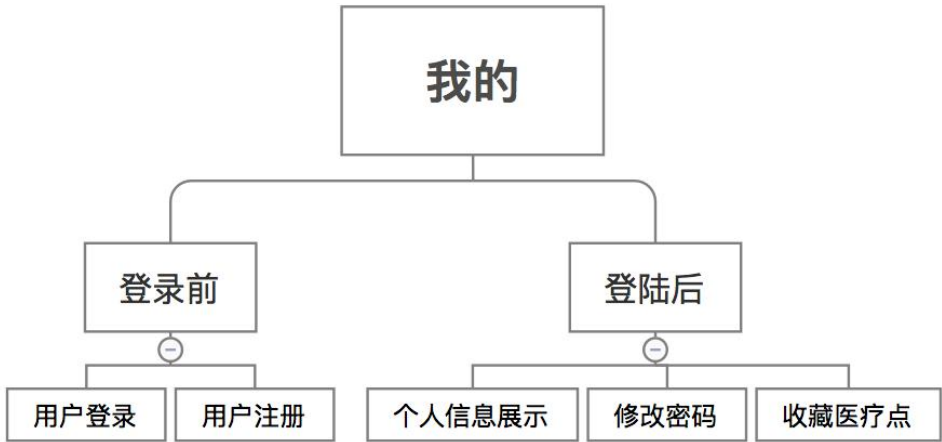 我的
登录前
登陆后
用户登录
用户注册
个人信息展示
修改密码
收藏医疗点